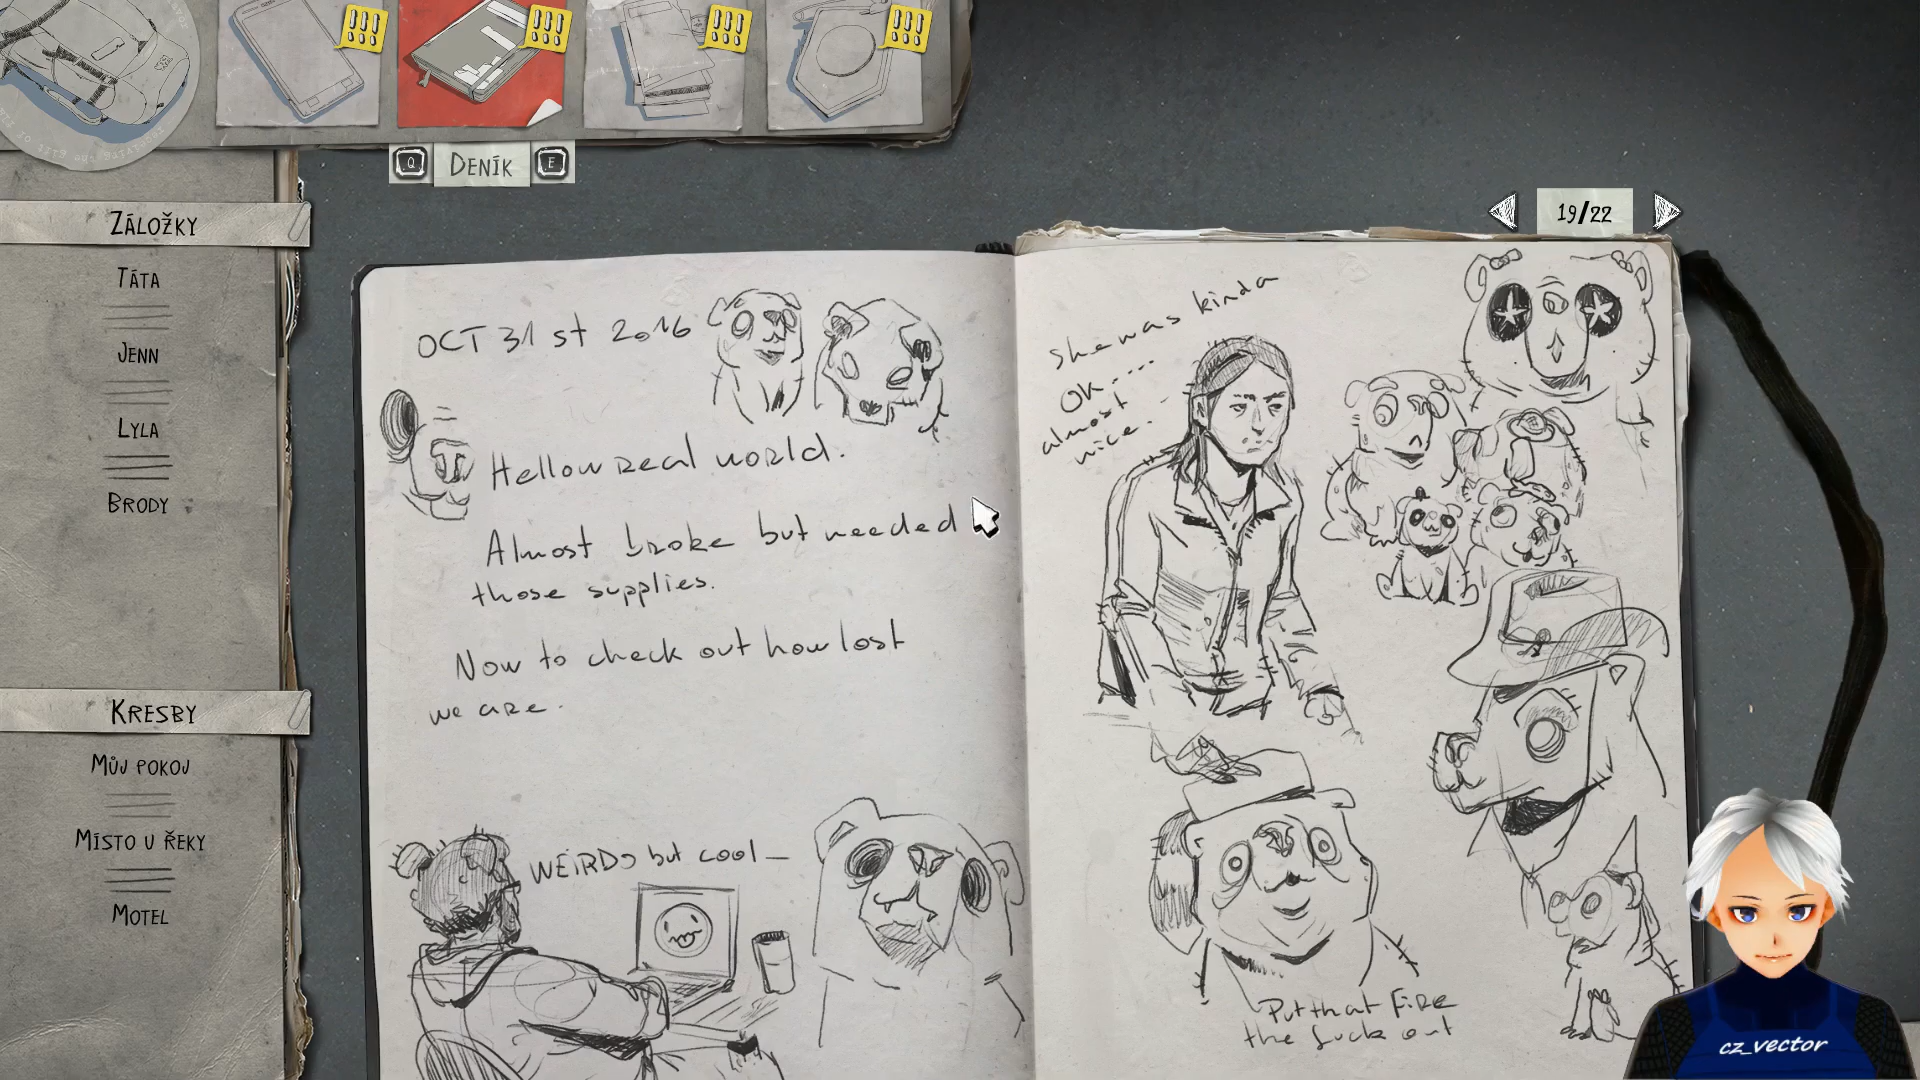 !!!
!!!
!!!
!!!
Q
DENÍK
E
19/22
ZÁLOŽKY
TÁTA
JENN
LYLA
BRODY
KRESBY
MŮJ POKOJ
MÍSTO U ŘEKY
MOTEL
OCT 31 st 2016
Hellow real world.
Almost broke but needed
those supplies.
Now to check out how lost
we are.
WEIRDO but cool
She was kinda
OK....
almost
nice.
Put that fire
the fuck out
cz_vector